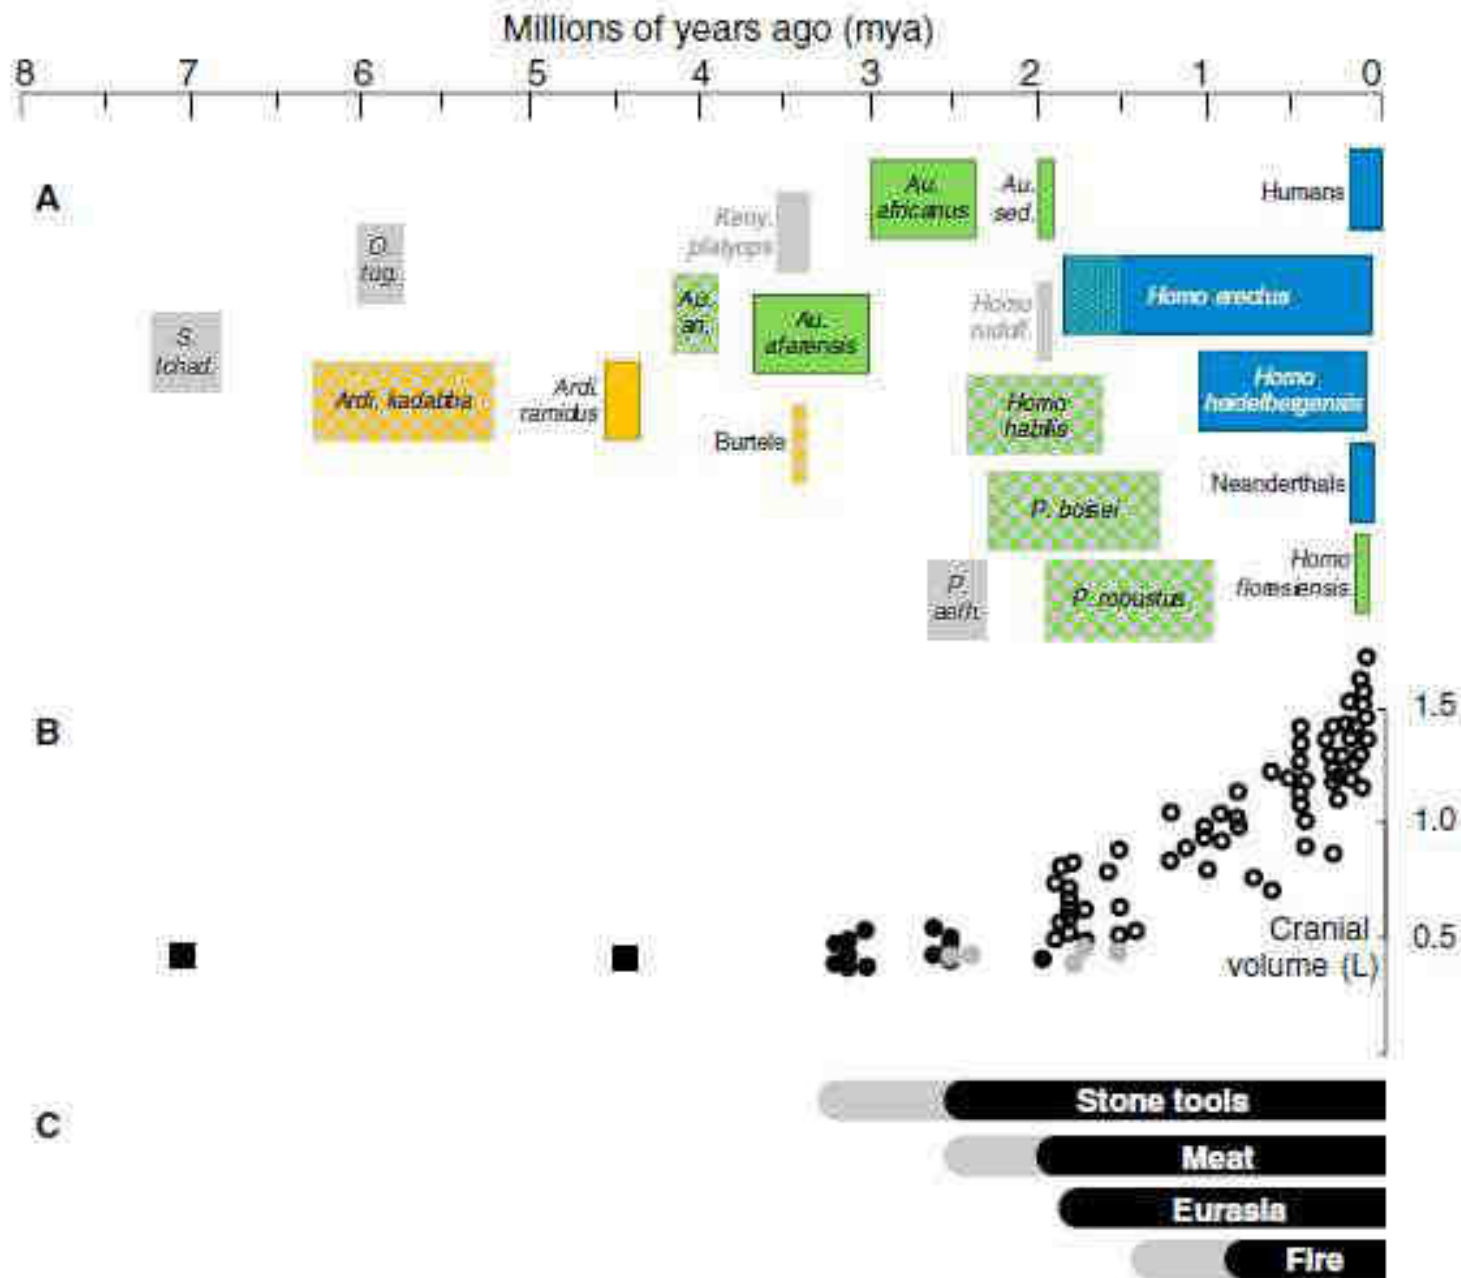 Millions of years ago (mya)
8 7 6 5 4 3 2 1 0
A
Au.
africanus
Au.
sed.
Humans
Keny.
platyops
O.
tug.
Au.
an.
Au.
afarensis
Homo
rudolf.
Homo erectus
S.
tchad.
Ardi. kadabba
Ardi.
ramidus
Burtele
Homo
habilis
Homo
heidelbergensis
P. boisei
Neanderthals
P.
aeth.
P. robustus
Homo
floresiensis
B
1.5
1.0
0.5
Cranial
volume (L)
C
Stone tools
Meat
Eurasia
Fire